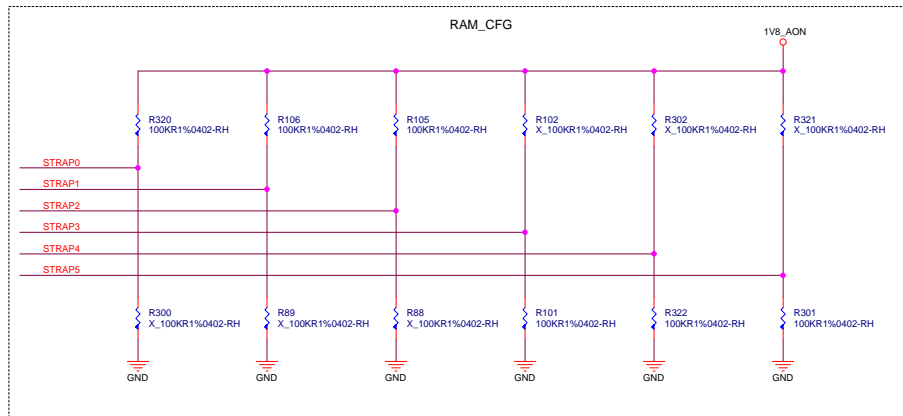 RAM_CFG
1V8_AON
R320
100KR1%0402-RH
R106
100KR1%0402-RH
R105
100KR1%0402-RH
R102
X_100KR1%0402-RH
R302
X_100KR1%0402-RH
R321
X_100KR1%0402-RH
STRAP0
STRAP1
STRAP2
STRAP3
STRAP4
STRAP5
R300
X_100KR1%0402-RH
R89
X_100KR1%0402-RH
R88
X_100KR1%0402-RH
R101
100KR1%0402-RH
R322
100KR1%0402-RH
R301
100KR1%0402-RH
GND
GND
GND
GND
GND
GND